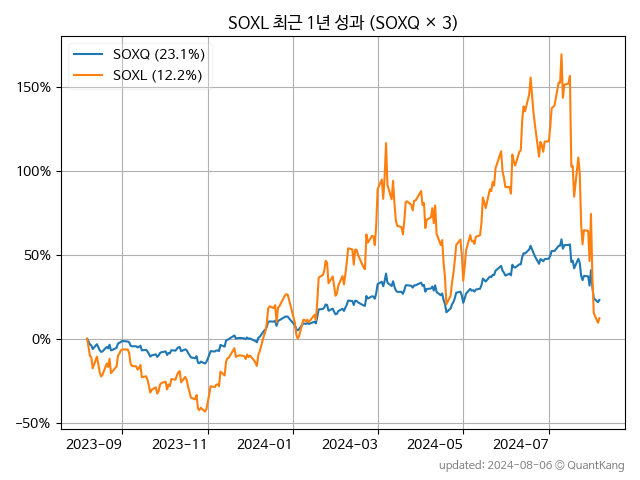 SOXL 최근 1년 성과 (SOXQ × 3)
SOXQ (23.1%)
SOXL (12.2%)
150%
100%
50%
0%
−50%
2023-09 2023-11 2024-01 2024-03 2024-05 2024-07
updated: 2024-08-06 ⓒ QuantKang